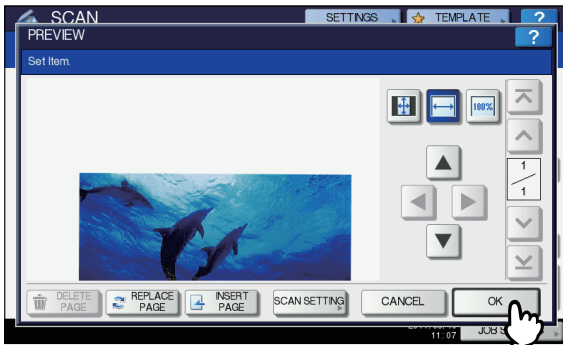 SCAN
SETTINGS
TEMPLATE
?
PREVIEW
?
Set Item.
100%
1
1
DELETE
PAGE
REPLACE
PAGE
INSERT
PAGE
SCAN SETTING
CANCEL
OK
11:07